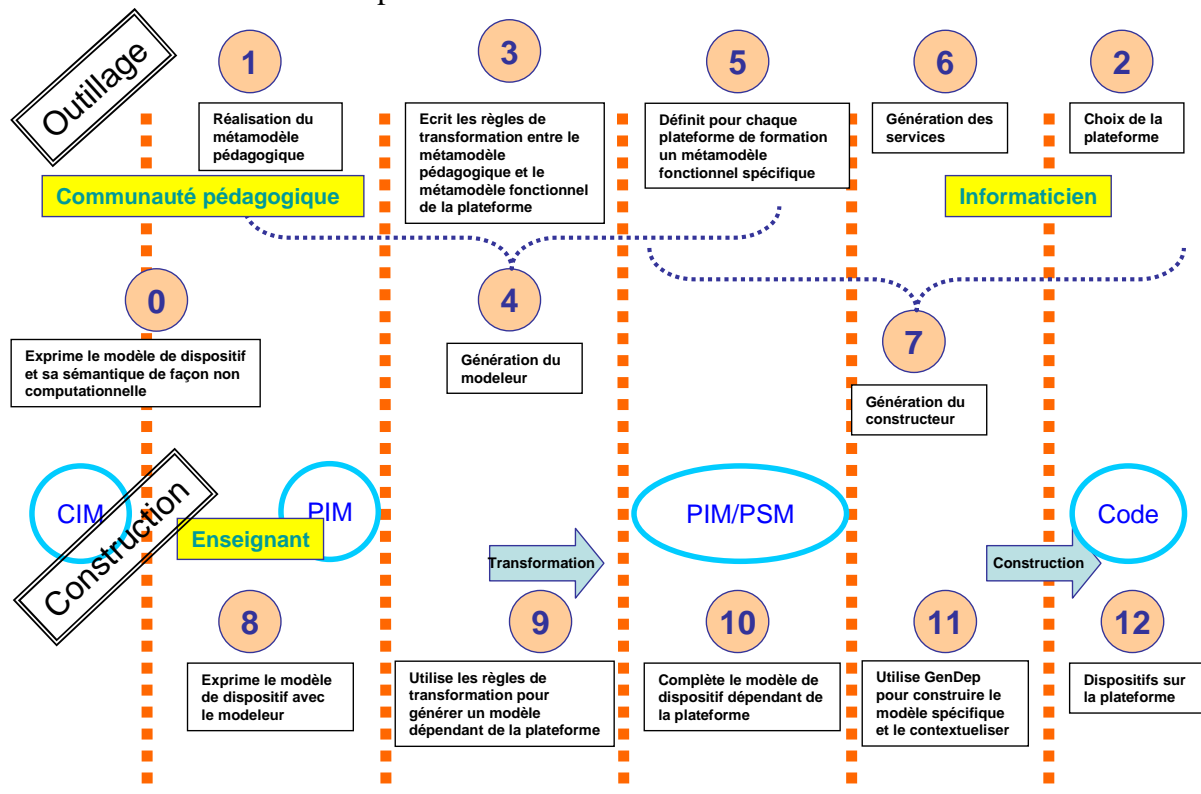 1
3
5
6
2
Outillage
Réalisation du
métamodèle
pédagogique
Ecrit les règles de
transformation entre le
métamodèle
pédagogique et le
métamodèle fonctionnel
de la plateforme
Définit pour chaque
plateforme de formation
un métamodèle
fonctionnel spécifique
Génération des
services
Choix de la
plateforme
Communauté pédagogique
Informaticien
0
4
7
Exprime le modèle de dispositif
et sa sémantique de façon non
computationnelle
Génération du
modeleur
Génération du
constructeur
CIM
Construction
PIM
Enseignant
Transformation
PIM/PSM
Construction
Code
8
9
10
11
12
Exprime le modèle
de dispositif avec
le modeleur
Utilise les règles de
transformation pour
générer un modèle
dépendant de la plateforme
Complète le modèle de
dispositif dépendant de
la plateforme
Utilise GenDep
pour construire le
modèle spécifique
et le contextueliser
Dispositifs sur
la plateforme